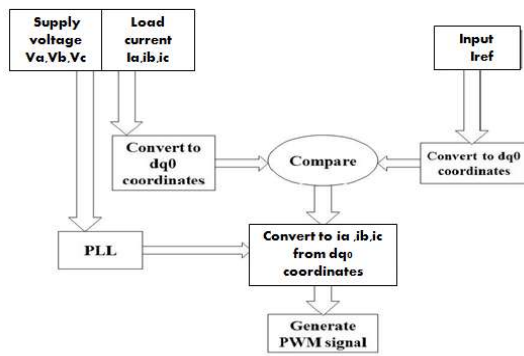 Supply
voltage
Va,Vb,Vc
Load
current
Ia,ib,ic
Input
Iref
Convert to
dq0
coordinates
Compare
Convert to dq0
coordinates
PLL
Convert to ia ,ib,ic
from dq0
coordinates
Generate
PWM signal